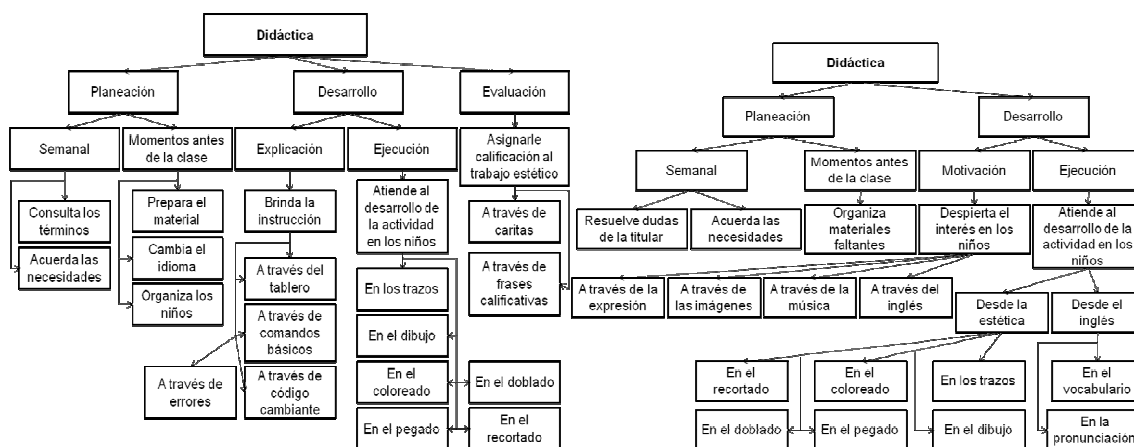 Didáctica
Planeación
Desarrollo
Evaluación
Semanal
Momentos antes
de la clase
Explicación
Ejecución
Asignarle
calificación al
trabajo estético
Consulta los
términos
Acuerda las
necesidades
Prepara el
material
Cambia el
idioma
Organiza los
niños
Brinda la
instrucción
A través del
tablero
A través de
comandos
básicos
A través de
errores
A través de
código
cambiante
Atiende al
desarrollo de
la actividad
en los niños
En los trazos
En el dibujo
En el
coloreado
En el doblado
En el pegado
En el
recortado
A través de
caritas
A través de
frases
calificativas
Didáctica
Planeación
Desarrollo
Semanal
Momentos antes
de la clase
Motivación
Ejecución
Resuelve dudas
de la titular
Acuerda las
necesidades
Organiza
materiales
faltantes
Despierta el
interés en los
niños
Atiende al
desarrollo de la
actividad en los
niños
A través de la
expresión
A través de
las imágenes
A través de la
música
A través del
inglés
Desde la
estética
Desde el
inglés
En el
recortado
En el
coloreado
En los trazos
En el
vocabulario
En el doblado
En el pegado
En el dibujo
En la
pronunciación